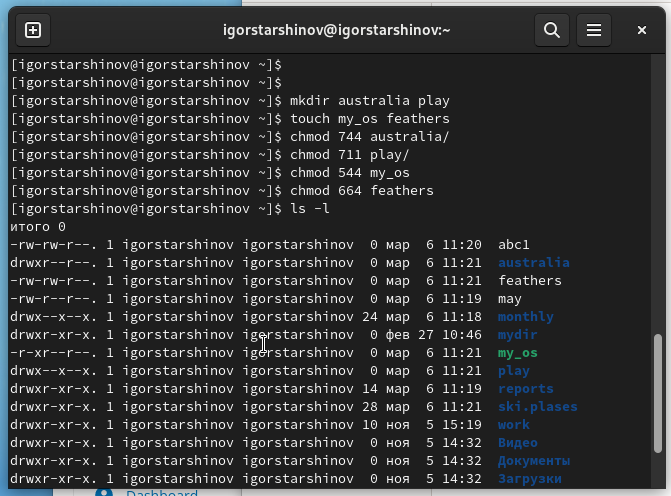 igorstarshinov@igorstarshinov:~
[igorstarshinov@igorstarshinov ~]$
[igorstarshinov@igorstarshinov ~]$
[igorstarshinov@igorstarshinov ~]$ mkdir australia play
[igorstarshinov@igorstarshinov ~]$ touch my_os feathers
[igorstarshinov@igorstarshinov ~]$ chmod 744 australia/
[igorstarshinov@igorstarshinov ~]$ chmod 711 play/
[igorstarshinov@igorstarshinov ~]$ chmod 544 my_os
[igorstarshinov@igorstarshinov ~]$ chmod 664 feathers
[igorstarshinov@igorstarshinov ~]$ ls -l
итого 0
-rw-rw-r--. 1 igorstarshinov igorstarshinov  0 мар  6 11:20  abc1
drwxr--r--. 1 igorstarshinov igorstarshinov  0 мар  6 11:21  australia
-rw-rw-r--. 1 igorstarshinov igorstarshinov  0 мар  6 11:21  feathers
-rw-r--r--. 1 igorstarshinov igorstarshinov  0 мар  6 11:19  may
drwx--x--x. 1 igorstarshinov igorstarshinov 24 мар  6 11:18  monthly
drwxr-xr-x. 1 igorstarshinov igorstarshinov  0 фев 27 10:46  mydir
-r-xr--r--. 1 igorstarshinov igorstarshinov  0 мар  6 11:21  my_os
drwx--x--x. 1 igorstarshinov igorstarshinov  0 мар  6 11:21  play
drwxr-xr-x. 1 igorstarshinov igorstarshinov 14 мар  6 11:19  reports
drwxr-xr-x. 1 igorstarshinov igorstarshinov 28 мар  6 11:21  ski.plases
drwxr-xr-x. 1 igorstarshinov igorstarshinov 10 ноя  5 15:19  work
drwxr-xr-x. 1 igorstarshinov igorstarshinov  0 ноя  5 14:32  Видео
drwxr-xr-x. 1 igorstarshinov igorstarshinov  0 ноя  5 14:32  Документы
drwxr-xr-x. 1 igorstarshinov igorstarshinov  0 ноя  5 14:32  Загрузки
Dashboard